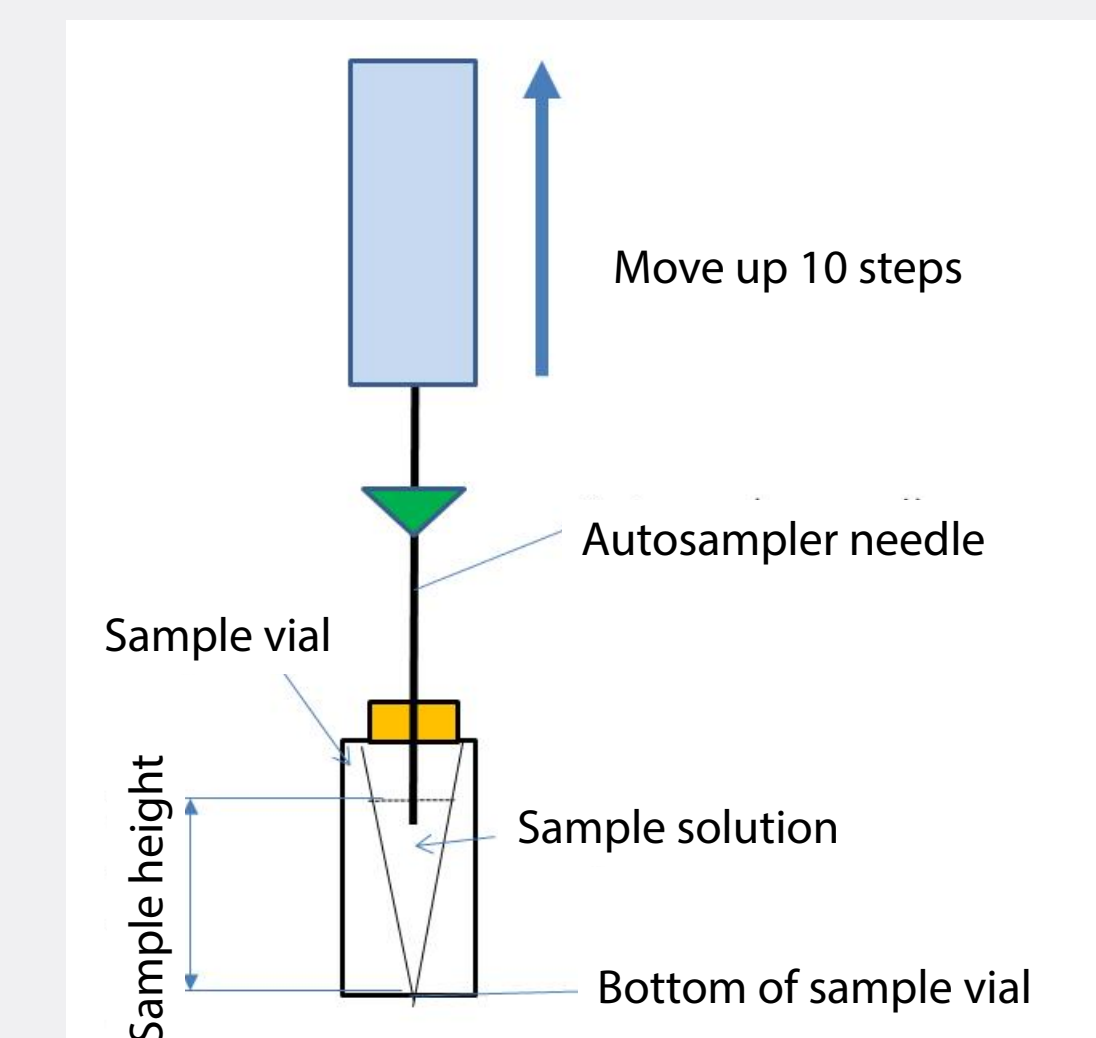 Move up 10 steps
Autosampler needle
Sample vial
Sample height
Sample solution
Bottom of sample vial